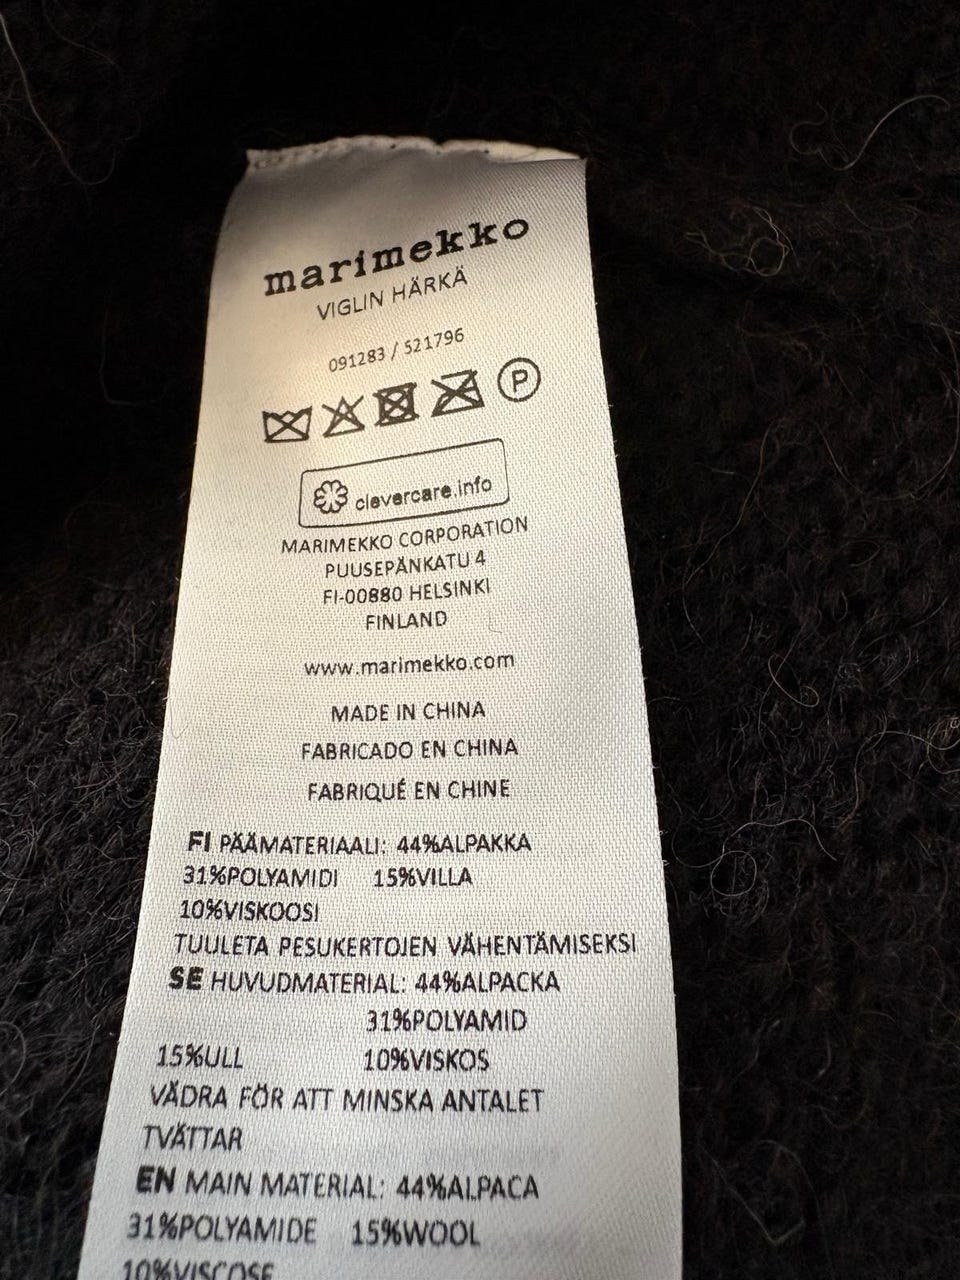 marimekko
VIGLIN HÄRKÄ
091283 / 521796
P
clevercare.info
MARIMEKKO CORPORATION
PUUSEPÄNKATU 4
FI-00880 HELSINKI
FINLAND
www.marimekko.com
MADE IN CHINA
FABRICADO EN CHINA
FABRIQUÉ EN CHINE
FI PÄÄMATERIAALI: 44%ALPAKKA
31%POLYAMIDI 15%VILLA
10%VISKOOSI
TUULETA PESUKERTOJEN VÄHENTÄMISEKSI
SE HUVUDMATERIAL: 44%ALPACKA
31%POLYAMID
15%ULL 10%VISKOS
VÄDRA FÖR ATT MINSKA ANTALET
TVÄTTAR
EN MAIN MATERIAL: 44%ALPACA
31%POLYAMIDE 15%WOOL
10%VISCOSE